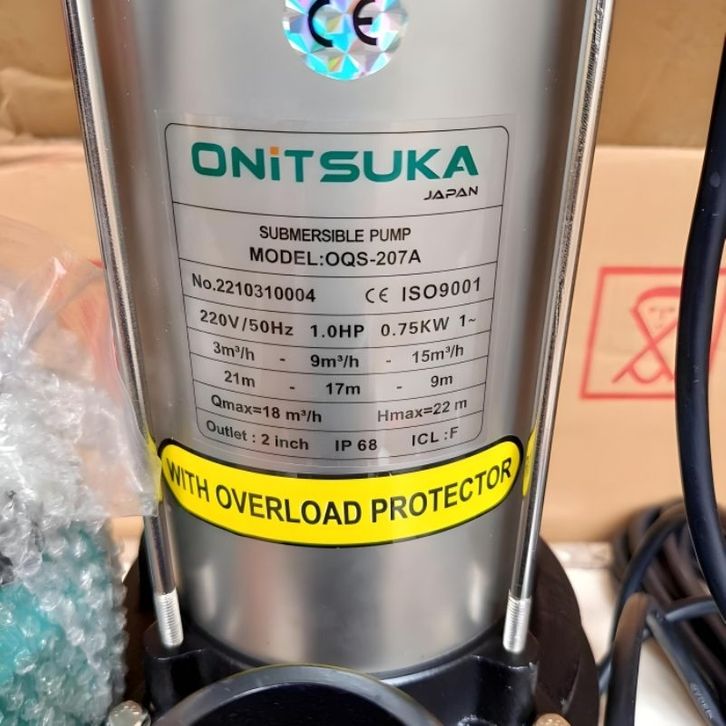 CE
ONiTSUKA
JAPAN
SUBMERSIBLE PUMP
MODEL:OQS-207A
No.2210310004 CE ISO9001
220V/50Hz 1.0HP 0.75KW 1~
3m³/h - 9m³/h - 15m³/h
21m - 17m - 9m
Qmax=18 m³/h Hmax=22 m
Outlet : 2 inch IP 68 ICL :F
WITH OVERLOAD PROTECTOR